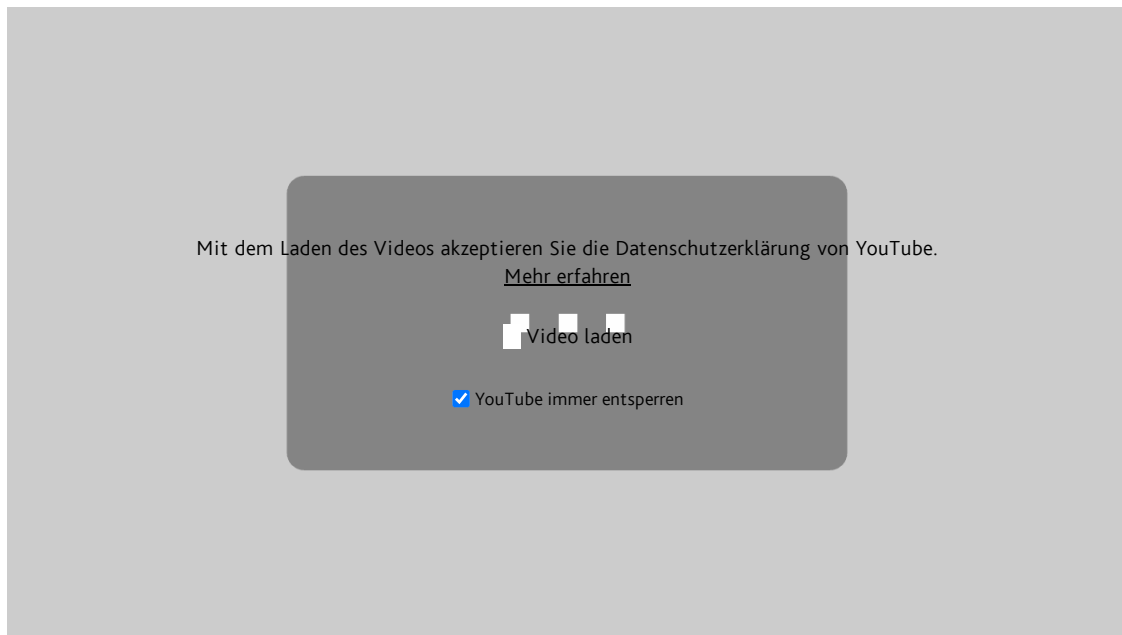 Mit dem Laden des Videos akzeptieren Sie die Datenschutzerklärung von YouTube.
Mehr erfahren
Video laden
YouTube immer entsperren